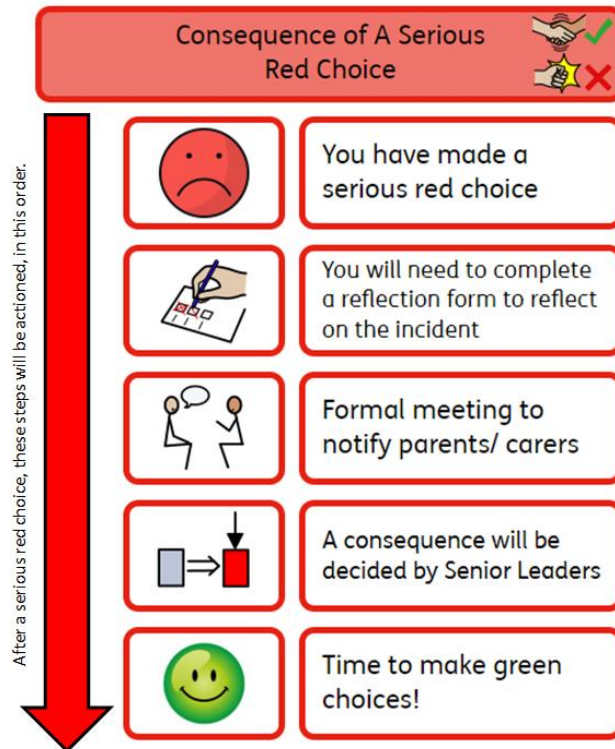 Consequence of A Serious
Red Choice
After a serious red choice, these steps will be actioned, in this order.
You have made a
serious red choice
You will need to complete
a reflection form to reflect
on the incident
Formal meeting to
notify parents/ carers
A consequence will be
decided by Senior Leaders
Time to make green
choices!